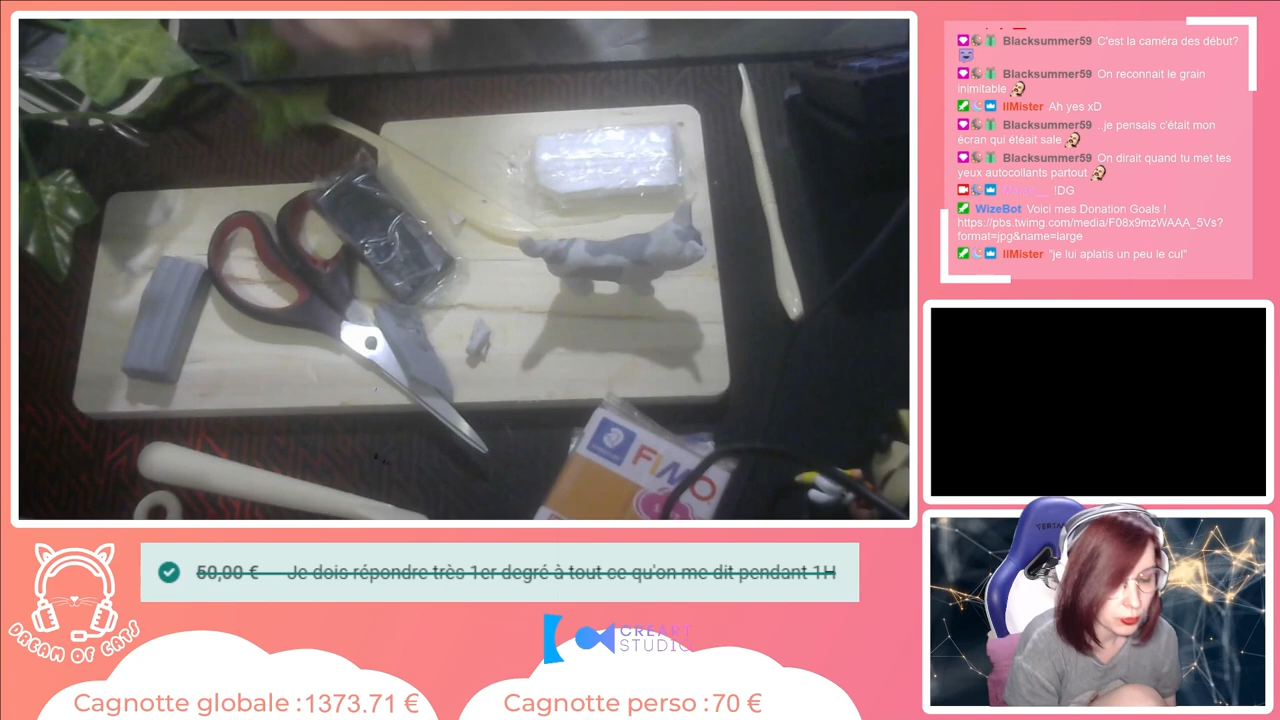 Blacksummer59 C'est la caméra des début?
Blacksummer59 On reconnait le grain
inimitable
IIMister Ah yes xD
Blacksummer59 ..je pensais c'était mon
écran qui étéait sale
Blacksummer59 On dirait quand tu met tes
yeux autocollants partout
!DG
WizeBot Voici mes Donation Goals !
https://pbs.twimg.com/media/F08x9mzWAAA_5Vs?
format=jpg&name=large
IIMister "je lui aplatis un peu le cul"
STAEDTLER
FIMO
50,00 € Je dois répondre très 1er degré à tout ce qu'on me dit pendant 1H
DREAM OF CATS
CREART
STUDIO
Cagnotte globale :1373.71 €
Cagnotte perso :70 €